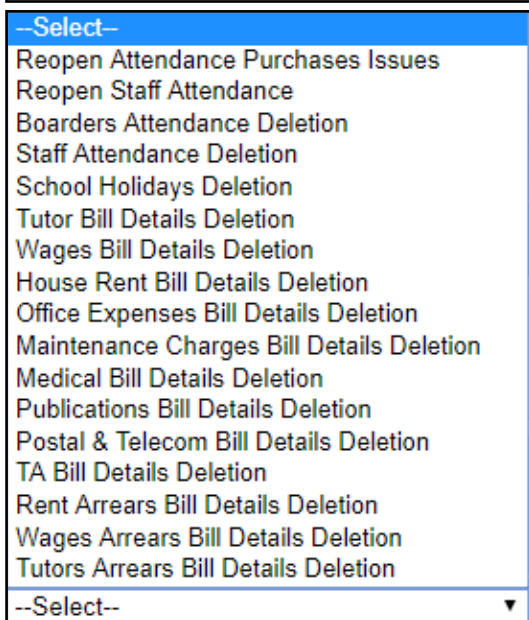 --Select--
Reopen Attendance Purchases Issues
Reopen Staff Attendance
Boarders Attendance Deletion
Staff Attendance Deletion
School Holidays Deletion
Tutor Bill Details Deletion
Wages Bill Details Deletion
House Rent Bill Details Deletion
Office Expenses Bill Details Deletion
Maintenance Charges Bill Details Deletion
Medical Bill Details Deletion
Publications Bill Details Deletion
Postal & Telecom Bill Details Deletion
TA Bill Details Deletion
Rent Arrears Bill Details Deletion
Wages Arrears Bill Details Deletion
Tutors Arrears Bill Details Deletion
--Select--